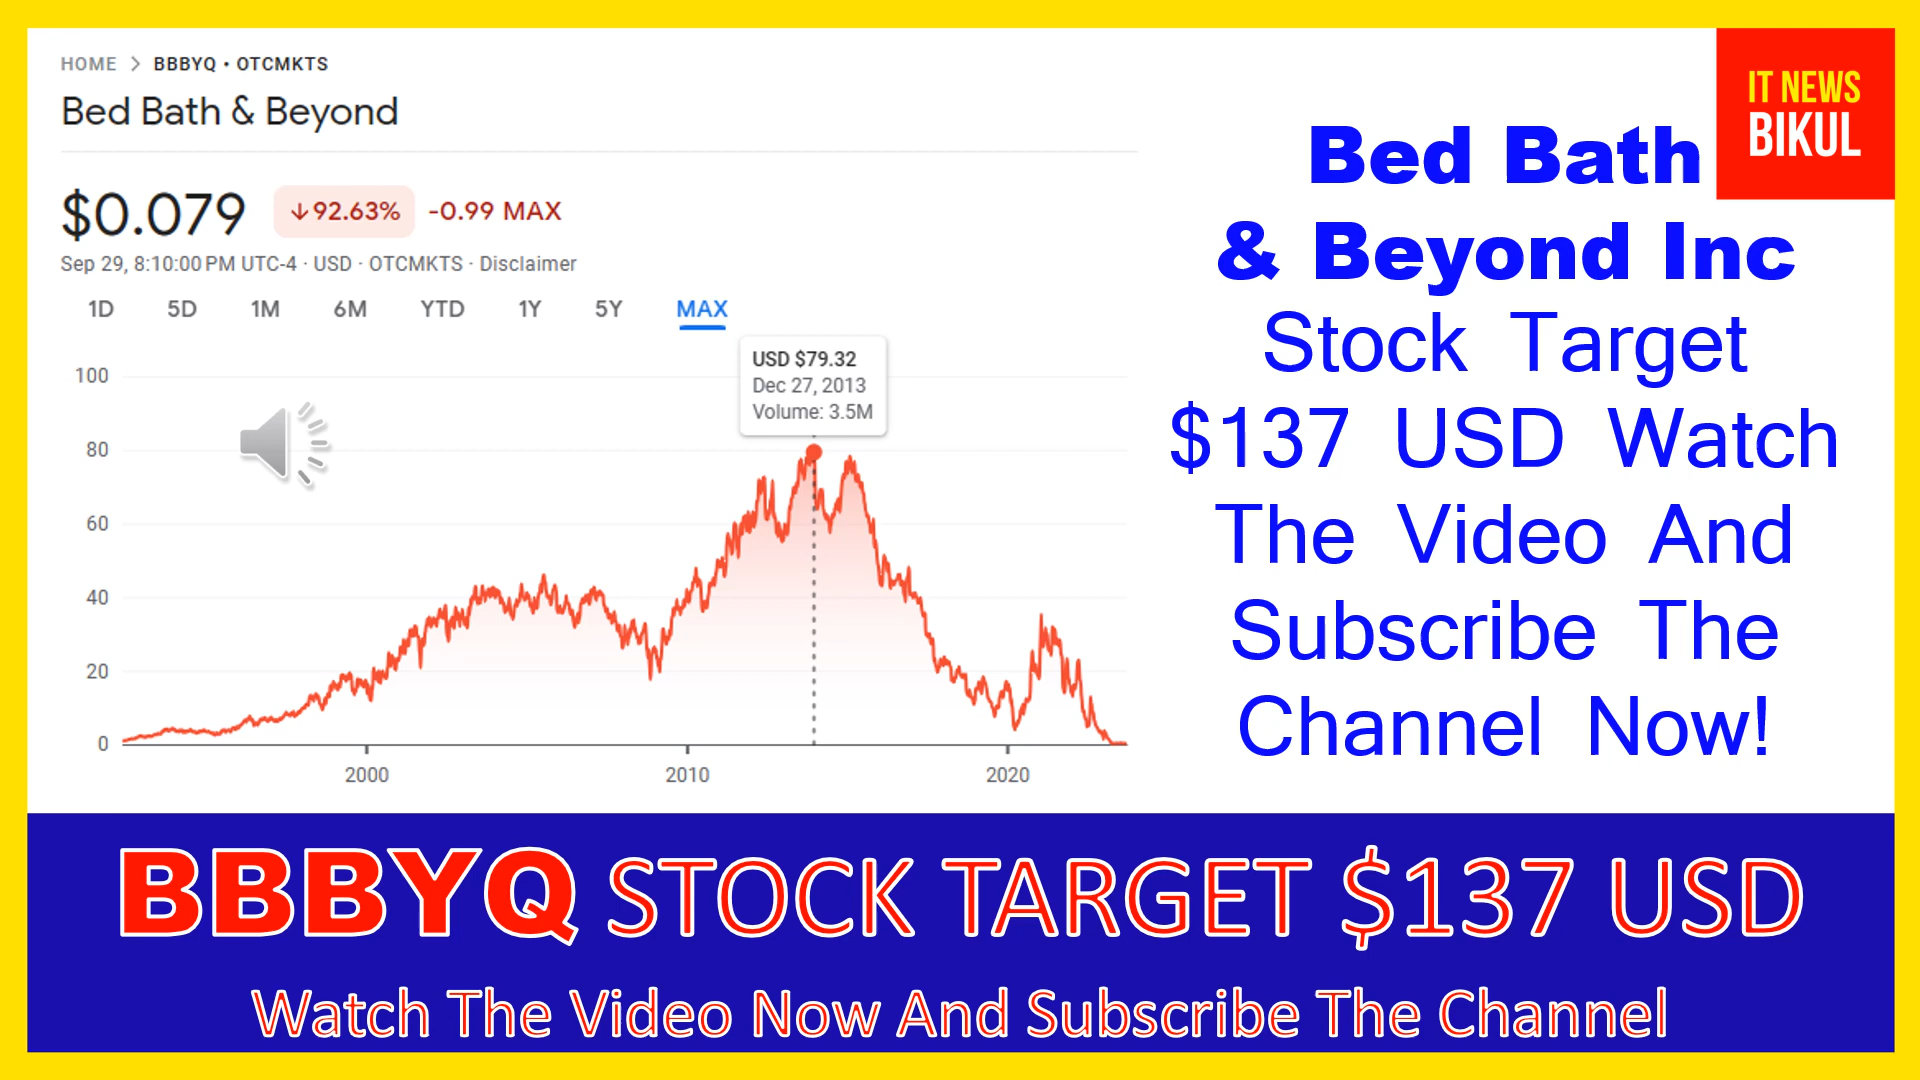 HOME > BBBYQ • OTCMKTS
Bed Bath & Beyond
$0.079 ↓92.63% -0.99 MAX
Sep 29, 8:10:00 PM UTC-4 · USD · OTCMKTS · Disclaimer
1D 5D 1M 6M YTD 1Y 5Y MAX
USD $79.32
Dec 27, 2013
Volume: 3.5M
100
80
60
40
20
0
2000 2010 2020
IT NEWS
BIKUL
Bed Bath
& Beyond Inc
Stock Target
$137 USD Watch
The Video And
Subscribe The
Channel Now!
BBBYQ STOCK TARGET $137 USD
Watch The Video Now And Subscribe The Channel